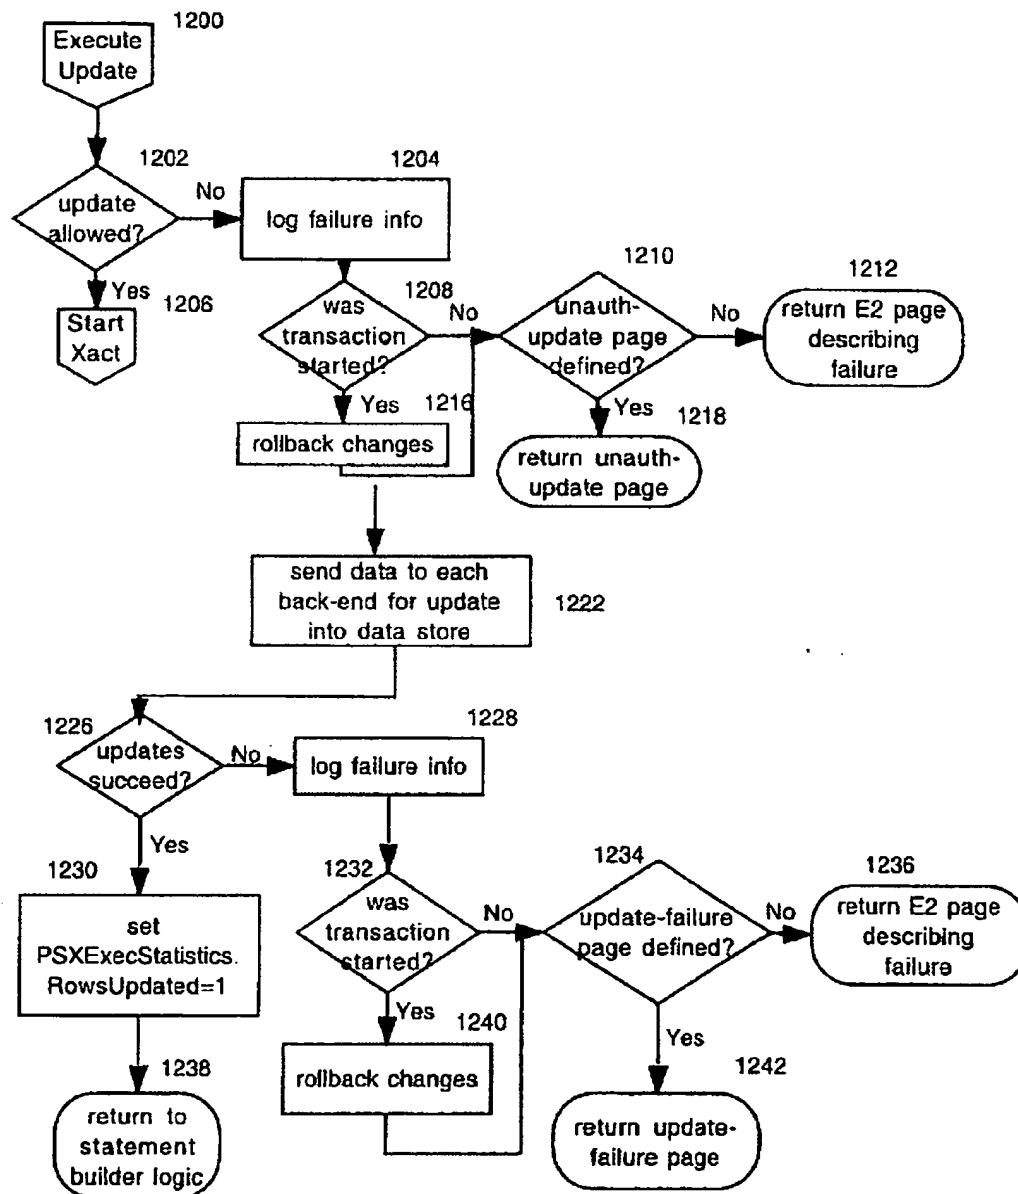 1200
Execute
Update
1202
update
allowed?
No
1204
log failure info
Yes
1206
Start
Xact
1208
was
transaction
started?
No
1210
unauth-
update page
defined?
No
1212
return E2 page
describing
failure
Yes
1216
rollback changes
Yes
1218
return unauth-
update page
send data to each
back-end for update
into data store
1222
1226
updates
succeed?
No
1228
log failure info
Yes
1230
set
PSXExecStatistics.
RowsUpdated=1
1232
was
transaction
started?
No
1234
update-failure
page defined?
No
1236
return E2 page
describing
failure
Yes
1240
rollback changes
Yes
1242
return update-
failure page
1238
return to
statement
builder logic